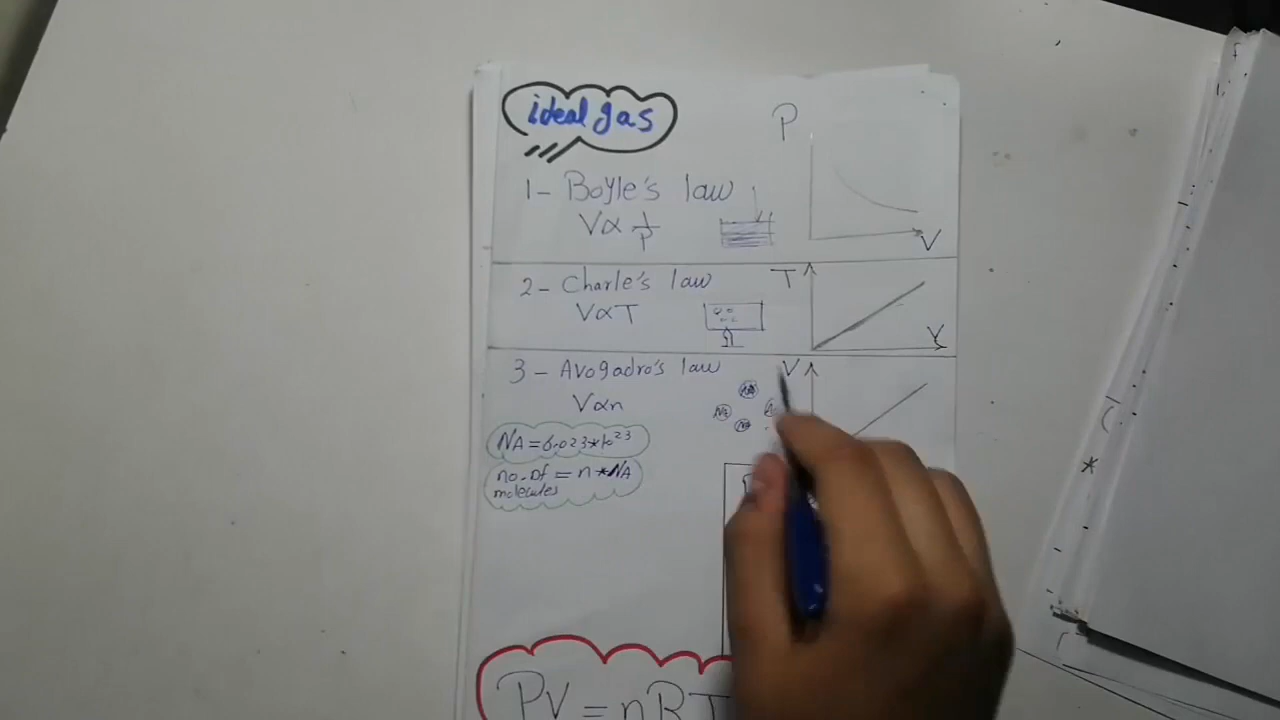 ideal gas
P
1- Boyle's law
V∝ 1/P
V
2- Charle's law
T
V∝T
V
3- Avogadro's law
V
V∝n
NA = 6.023*10^23
no. of = n*NA
molecules
PV = nRT